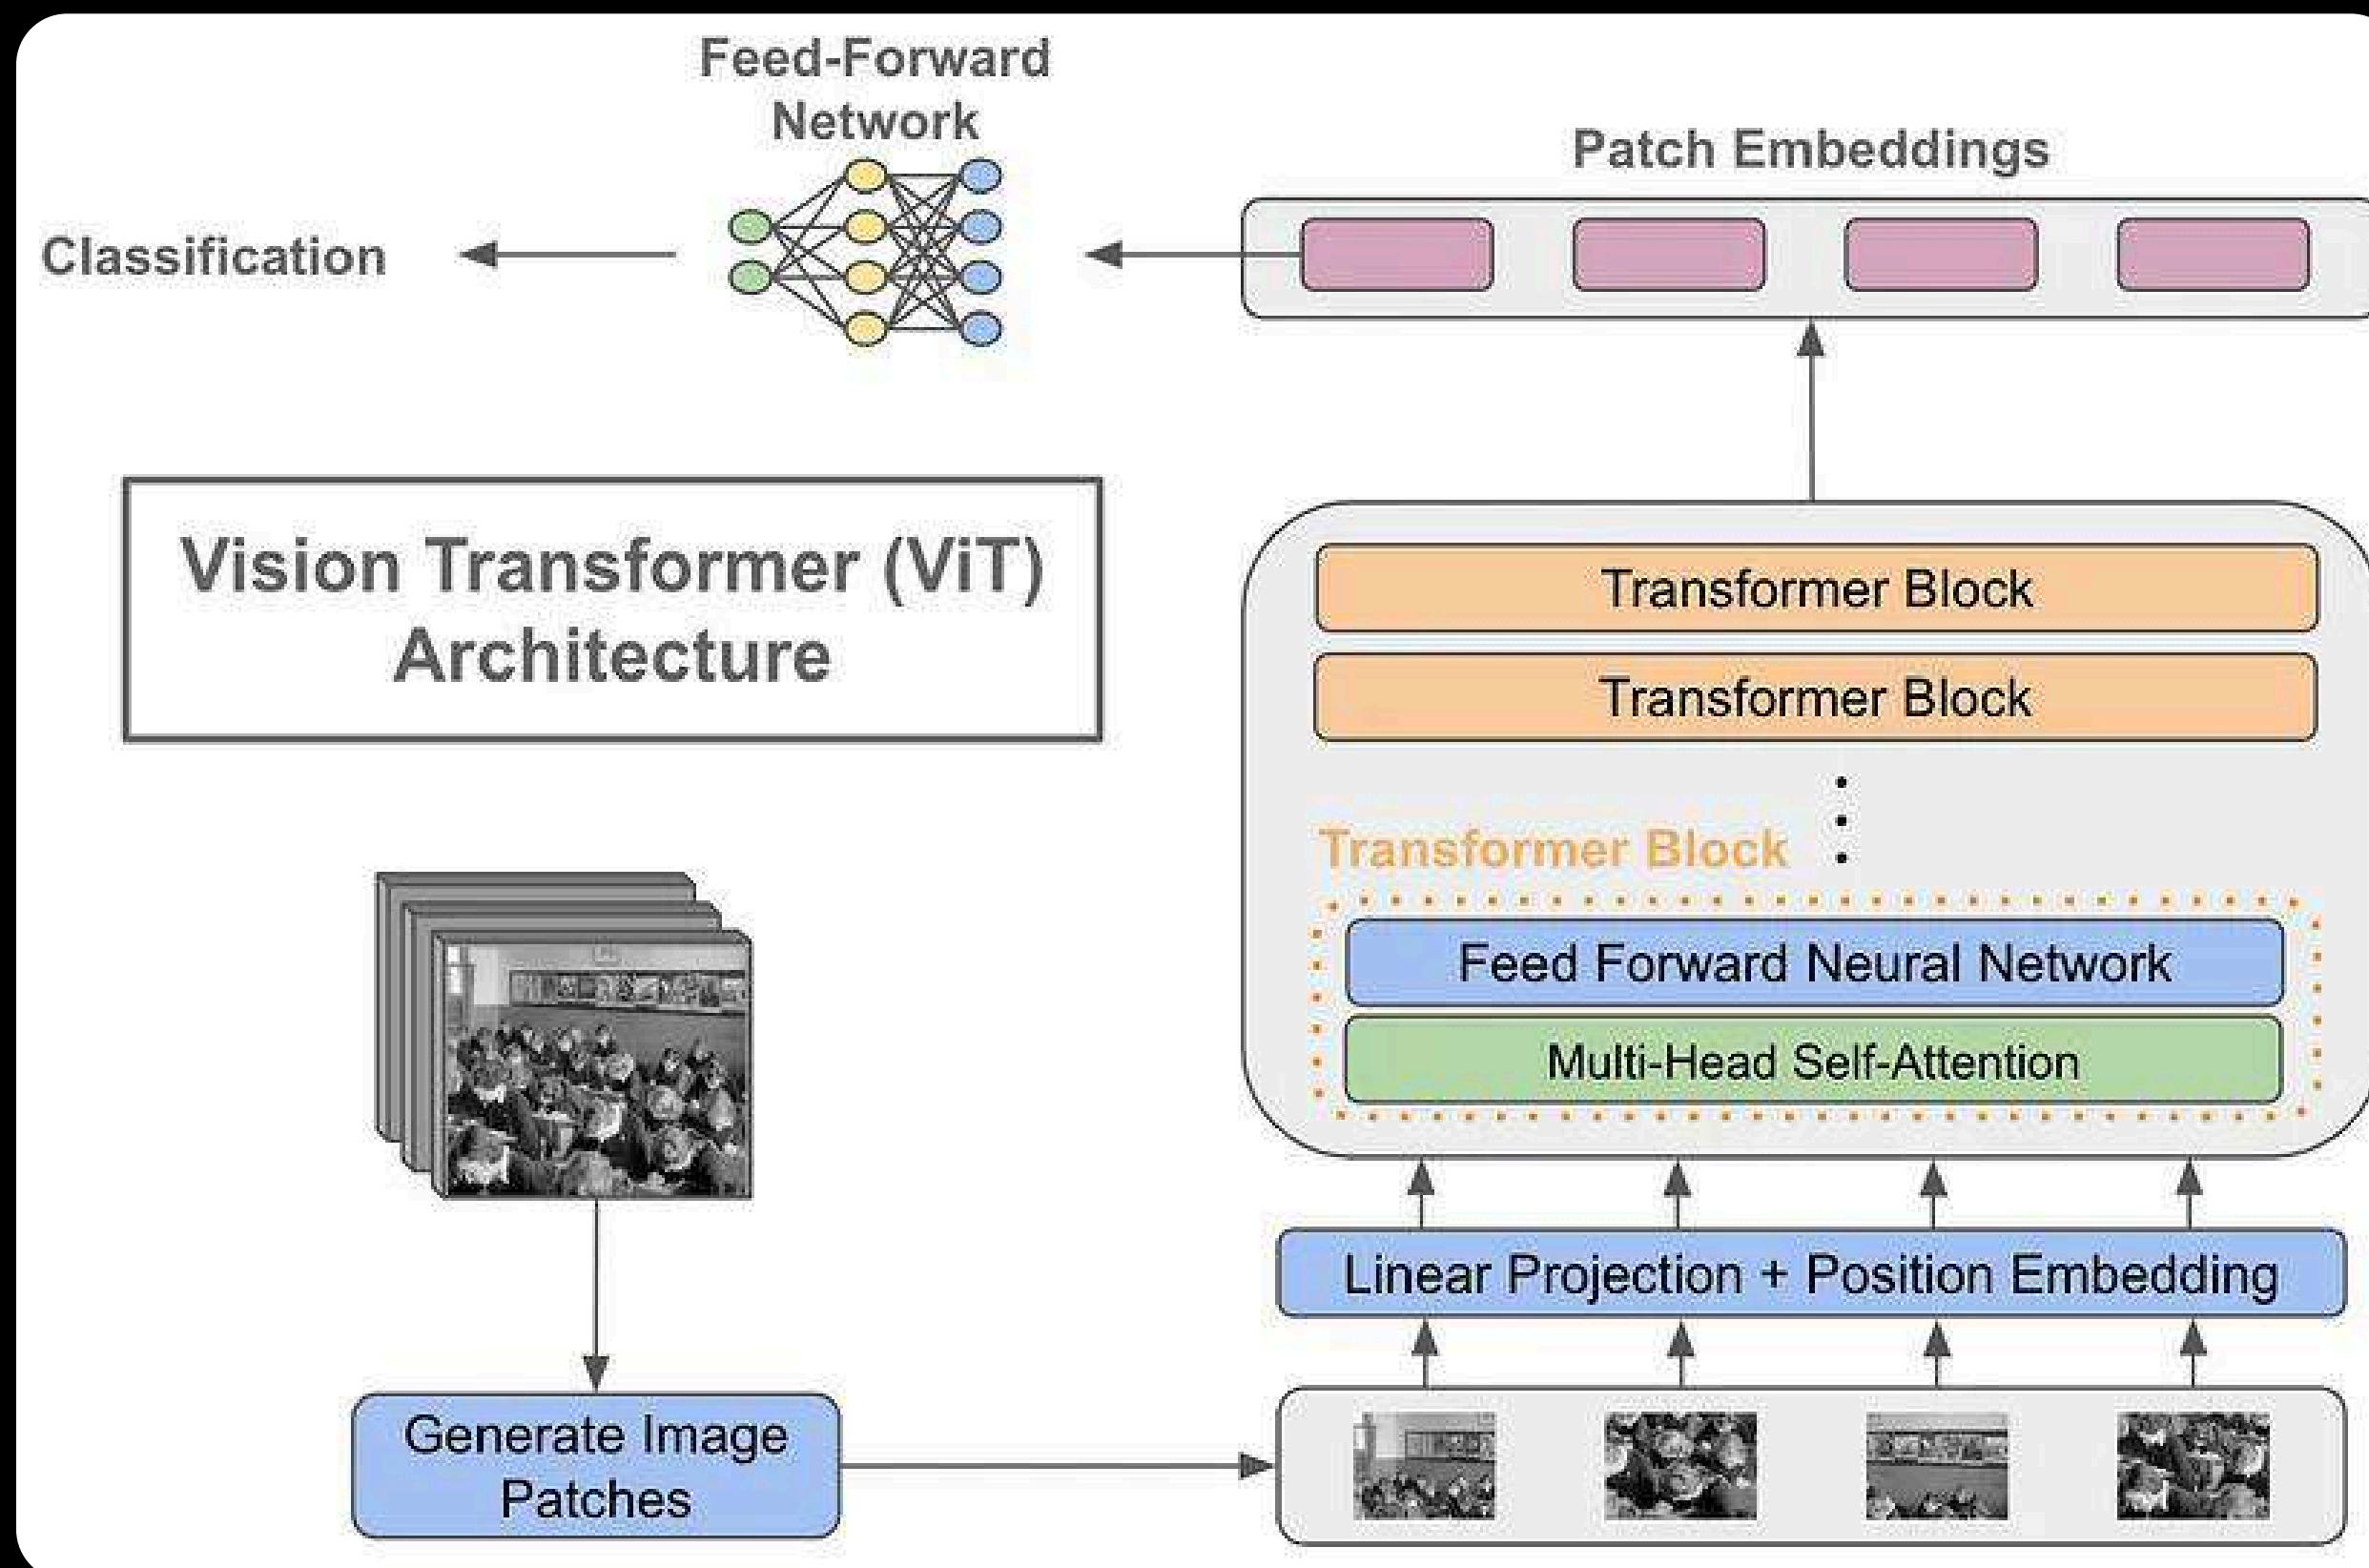 Feed-Forward
Network
Patch Embeddings
Classification
Vision Transformer (ViT)
Architecture
Transformer Block
Transformer Block
Transformer Block
Feed Forward Neural Network
Multi-Head Self-Attention
Linear Projection + Position Embedding
Generate Image
Patches